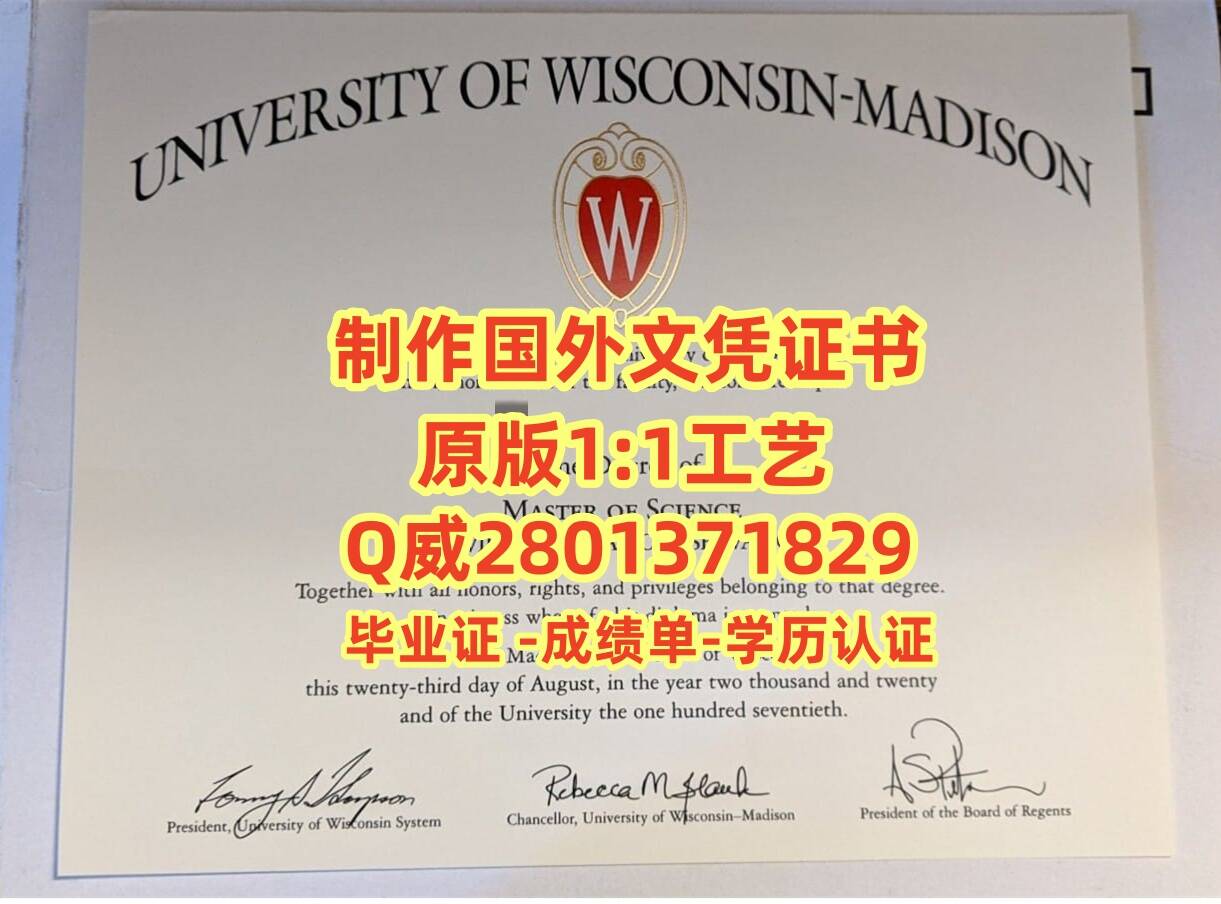 UNIVERSITY OF WISCONSIN-MADISON
W
制作国外文凭证书
原版1:1工艺
MASTER OF SCIENCE
Q威2801371829
Together with all honors, rights, and privileges belonging to that degree.
毕业证 -成绩单-学历认证
this twenty-third day of August, in the year two thousand and twenty
and of the University the one hundred seventieth.
President, University of Wisconsin System
Chancellor, University of Wisconsin–Madison
President of the Board of Regents